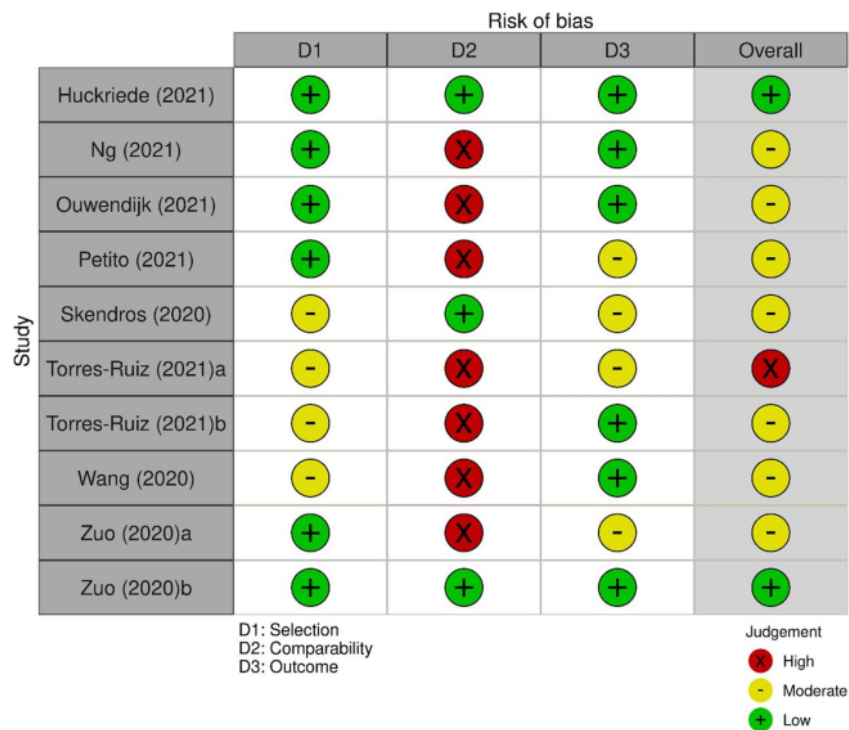 Risk of bias
D1 D2 D3 Overall
Study
Huckriede (2021) + + + +
Ng (2021) + X + -
Ouwendijk (2021) + X + -
Petito (2021) + X - -
Skendros (2020) - + - -
Torres-Ruiz (2021)a - X - X
Torres-Ruiz (2021)b - X + -
Wang (2020) - X + -
Zuo (2020)a + X - -
Zuo (2020)b + + + +
D1: Selection
D2: Comparability
D3: Outcome
Judgement
X High
- Moderate
+ Low